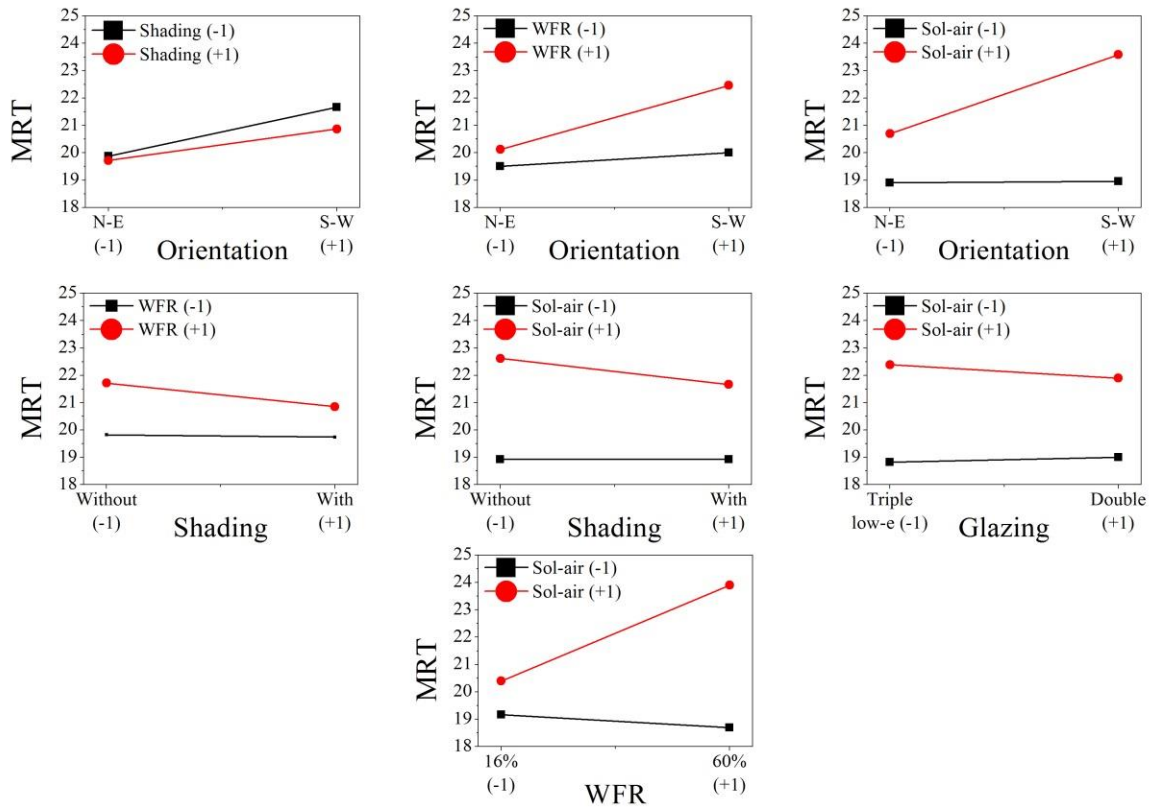 25
24
23
22
21
20
19
18
MRT
Shading (-1)
Shading (+1)
N-E
(-1)
S-W
(+1)
Orientation
25
24
23
22
21
20
19
18
MRT
WFR (-1)
WFR (+1)
N-E
(-1)
S-W
(+1)
Orientation
25
24
23
22
21
20
19
18
MRT
Sol-air (-1)
Sol-air (+1)
N-E
(-1)
S-W
(+1)
Orientation
25
24
23
22
21
20
19
18
MRT
WFR (-1)
WFR (+1)
Without
(-1)
With
(+1)
Shading
25
24
23
22
21
20
19
18
MRT
Sol-air (-1)
Sol-air (+1)
Without
(-1)
With
(+1)
Shading
25
24
23
22
21
20
19
18
MRT
Sol-air (-1)
Sol-air (+1)
Triple
low-e (-1)
Double
(+1)
Glazing
25
24
23
22
21
20
19
18
MRT
Sol-air (-1)
Sol-air (+1)
16%
(-1)
60%
(+1)
WFR